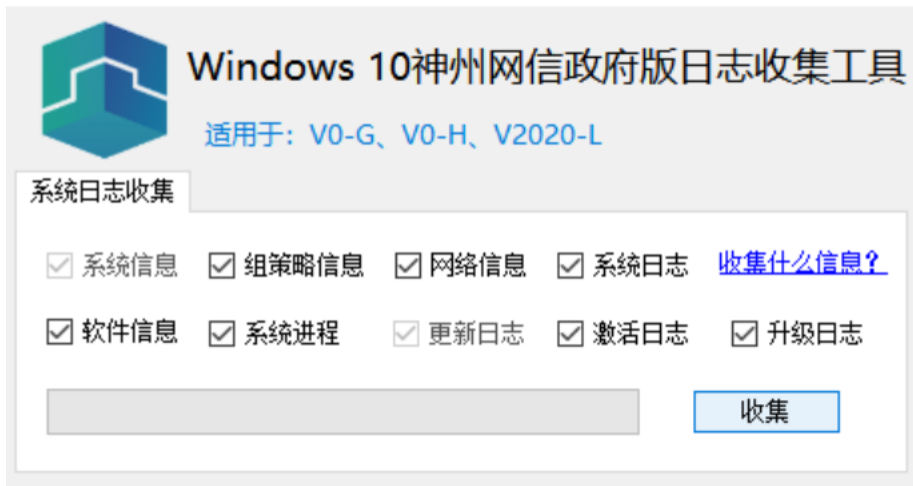 Windows 10神州网信政府版日志收集工具
适用于：V0-G、V0-H、V2020-L
系统日志收集
系统信息 组策略信息 网络信息 系统日志 收集什么信息？
软件信息 系统进程 更新日志 激活日志 升级日志
收集